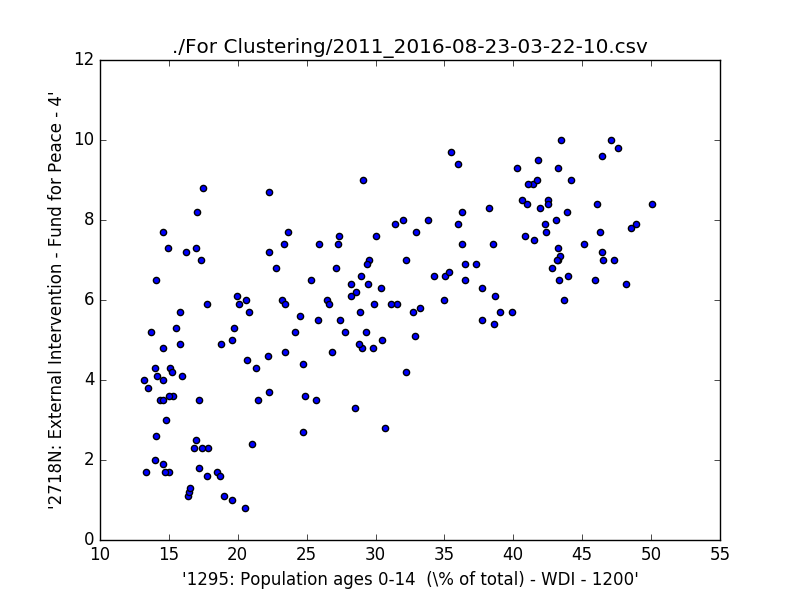 ./For Clustering/2011_2016-08-23-03-22-10.csv
'2718N: External Intervention - Fund for Peace - 4'
12
10
8
6
4
2
0
10 15 20 25 30 35 40 45 50 55
'1295: Population ages 0-14 (\% of total) - WDI - 1200'